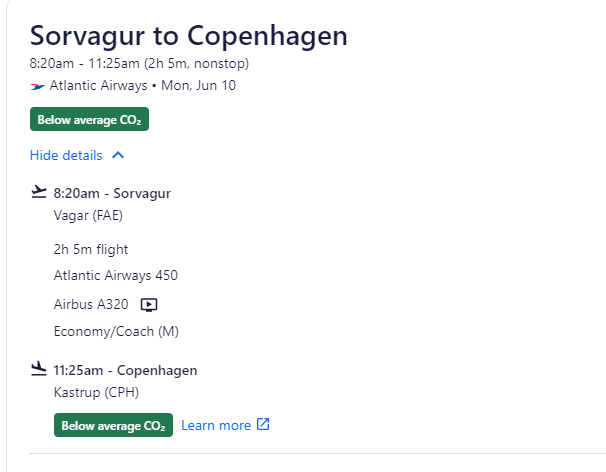 Sorvagur to Copenhagen
8:20am - 11:25am (2h 5m, nonstop)
Atlantic Airways • Mon, Jun 10
Below average CO₂
Hide details
8:20am - Sorvagur
Vagar (FAE)
2h 5m flight
Atlantic Airways 450
Airbus A320
Economy/Coach (M)
11:25am - Copenhagen
Kastrup (CPH)
Below average CO₂ Learn more